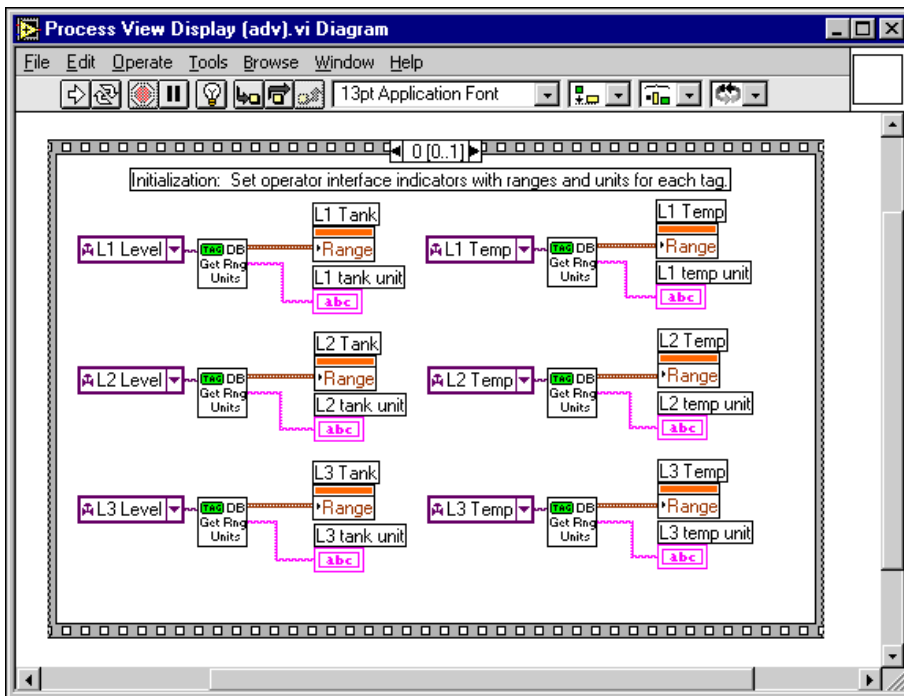 Process View Display (adv).vi Diagram
File Edit Operate Tools Browse Window Help
13pt Application Font
0 [0..1]
Initialization: Set operator interface indicators with ranges and units for each tag.
L1 Level
TAG DB
Get Rng
Units
L1 Tank
Range
L1 tank unit
abc
L1 Temp
TAG DB
Get Rng
Units
L1 Temp
Range
L1 temp unit
abc
L2 Level
TAG DB
Get Rng
Units
L2 Tank
Range
L2 tank unit
abc
L2 Temp
TAG DB
Get Rng
Units
L2 Temp
Range
L2 temp unit
abc
L3 Level
TAG DB
Get Rng
Units
L3 Tank
Range
L3 tank unit
abc
L3 Temp
TAG DB
Get Rng
Units
L3 Temp
Range
L3 temp unit
abc